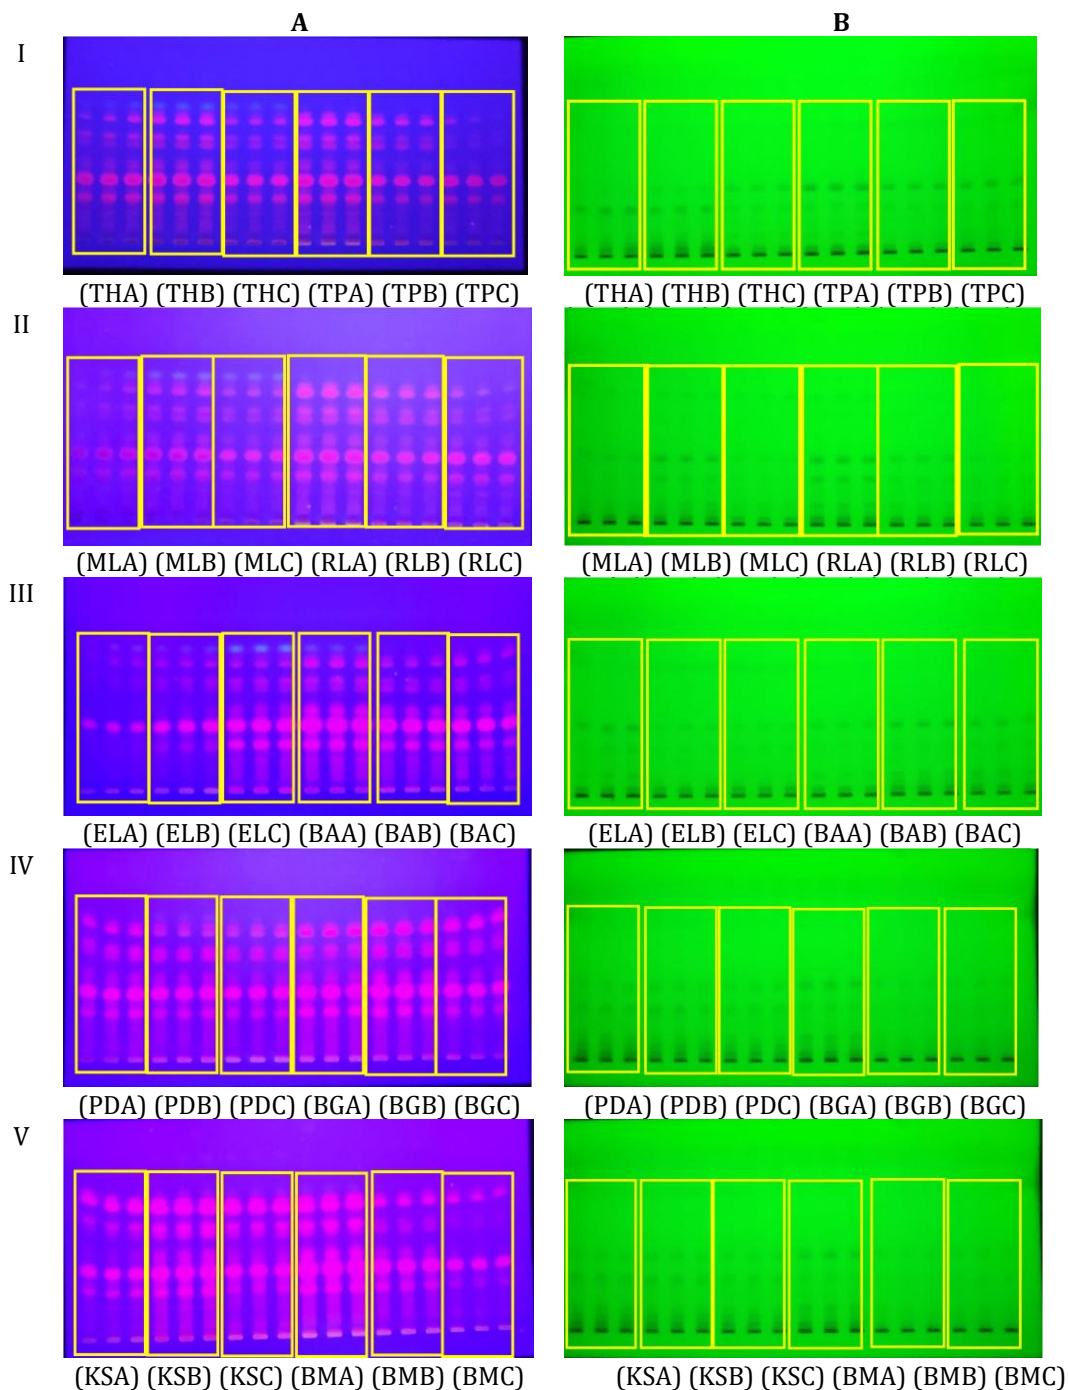 A B
I
(THA) (THB) (THC) (TPA) (TPB) (TPC) (THA) (THB) (THC) (TPA) (TPB) (TPC)
II
(MLA) (MLB) (MLC) (RLA) (RLB) (RLC) (MLA) (MLB) (MLC) (RLA) (RLB) (RLC)
III
(ELA) (ELB) (ELC) (BAA) (BAB) (BAC) (ELA) (ELB) (ELC) (BAA) (BAB) (BAC)
IV
(PDA) (PDB) (PDC) (BGA) (BGB) (BGC) (PDA) (PDB) (PDC) (BGA) (BGB) (BGC)
V
(KSA) (KSB) (KSC) (BMA) (BMB) (BMC) (KSA) (KSB) (KSC) (BMA) (BMB) (BMC)